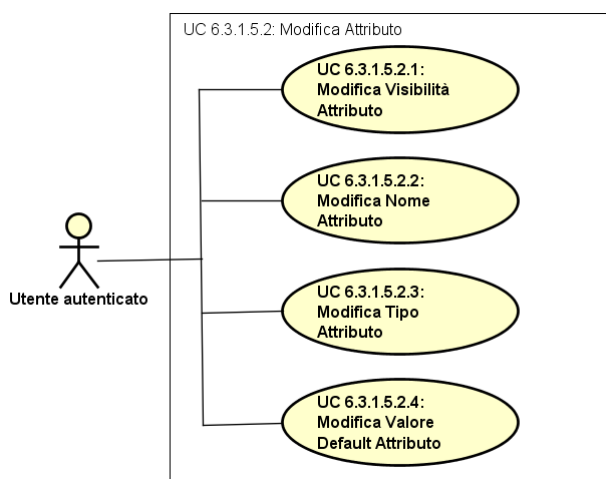 UC 6.3.1.5.2: Modifica Attributo
UC 6.3.1.5.2.1:
Modifica Visibilità
Attributo
UC 6.3.1.5.2.2:
Modifica Nome
Attributo
Utente autenticato
UC 6.3.1.5.2.3:
Modifica Tipo
Attributo
UC 6.3.1.5.2.4:
Modifica Valore
Default Attributo